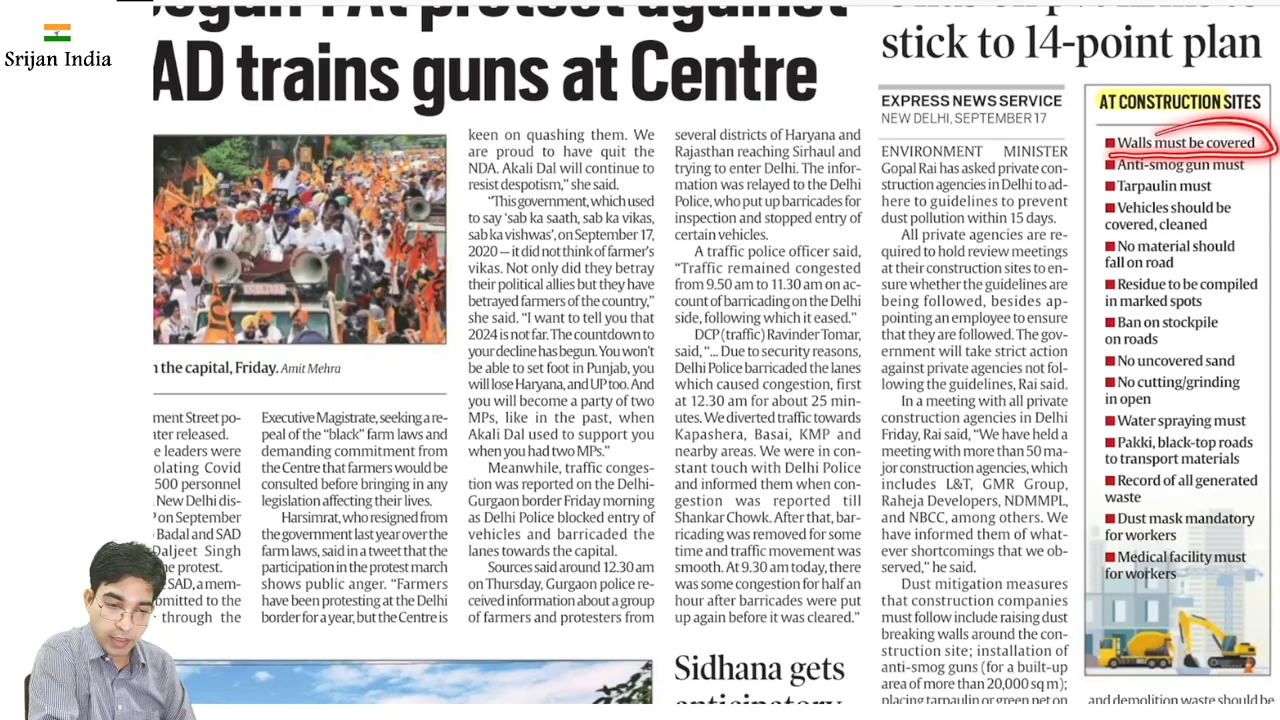 Srijan India
protest against
AD trains guns at Centre
n the capital, Friday. Amit Mehra
ment Street po-
ater released.
e leaders were
olating Covid
500 personnel
New Delhi dis-
P on September
Badal and SAD
Daljeet Singh
he protest.
SAD, a mem-
bmitted to the
through the
Executive Magistrate, seeking a re-
peal of the "black" farm laws and
demanding commitment from
the Centre that farmers would be
consulted before bringing in any
legislation affecting their lives.
Harsimrat, who resigned from
the government last year over the
farm laws, said in a tweet that the
participation in the protest march
shows public anger. "Farmers
have been protesting at the Delhi
border for a year, but the Centre is
keen on quashing them. We
are proud to have quit the
NDA. Akali Dal will continue to
resist despotism," she said.
"This government, which used
to say 'sab ka saath, sab ka vikas,
sab ka vishwas', on September 17,
2020 — it did not think of farmer's
vikas. Not only did they betray
their political allies but they have
betrayed farmers of the country,"
she said. "I want to tell you that
2024 is not far. The countdown to
your decline has begun. You won't
be able to set foot in Punjab, you
will lose Haryana, and UP too. And
you will become a party of two
MPs, like in the past, when
Akali Dal used to support you
when you had two MPs."
Meanwhile, traffic conges-
tion was reported on the Delhi-
Gurgaon border Friday morning
as Delhi Police blocked entry of
vehicles and barricaded the
lanes towards the capital.
Sources said around 12.30 am
on Thursday, Gurgaon police re-
ceived information about a group
of farmers and protesters from
several districts of Haryana and
Rajasthan reaching Sirhaul and
trying to enter Delhi. The infor-
mation was relayed to the Delhi
Police, who put up barricades for
inspection and stopped entry of
certain vehicles.
A traffic police officer said,
"Traffic remained congested
from 9.50 am to 11.30 am on ac-
count of barricading on the Delhi
side, following which it eased."
DCP (traffic) Ravinder Tomar,
said, "... Due to security reasons,
Delhi Police barricaded the lanes
which caused congestion, first
at 12.30 am for about 25 min-
utes. We diverted traffic towards
Kapashera, Basai, KMP and
nearby areas. We were in con-
stant touch with Delhi Police
and informed them when con-
gestion was reported till
Shankar Chowk. After that, bar-
ricading was removed for some
time and traffic movement was
smooth. At 9.30 am today, there
was some congestion for half an
hour after barricades were put
up again before it was cleared."
Sidhana gets
anticipatory
stick to 14-point plan
EXPRESS NEWS SERVICE
NEW DELHI, SEPTEMBER 17
ENVIRONMENT MINISTER
Gopal Rai has asked private con-
struction agencies in Delhi to ad-
here to guidelines to prevent
dust pollution within 15 days.
All private agencies are re-
quired to hold review meetings
at their construction sites to en-
sure whether the guidelines are
being followed, besides ap-
pointing an employee to ensure
that they are followed. The gov-
ernment will take strict action
against private agencies not fol-
lowing the guidelines, Rai said.
In a meeting with all private
construction agencies in Delhi
Friday, Rai said, "We have held a
meeting with more than 50 ma-
jor construction agencies, which
includes L&T, GMR Group,
Raheja Developers, NDMMPL,
and NBCC, among others. We
have informed them of what-
ever shortcomings that we ob-
served," he said.
Dust mitigation measures
that construction companies
must follow include raising dust
breaking walls around the con-
struction site; installation of
anti-smog guns (for a built-up
area of more than 20,000 sq m);
placing tarpaulin or green net on
AT CONSTRUCTION SITES
Walls must be covered
Anti-smog gun must
Tarpaulin must
Vehicles should be
covered, cleaned
No material should
fall on road
Residue to be compiled
in marked spots
Ban on stockpile
on roads
No uncovered sand
No cutting/grinding
in open
Water spraying must
Pakki, black-top roads
to transport materials
Record of all generated
waste
Dust mask mandatory
for workers
Medical facility must
for workers
and demolition waste should be